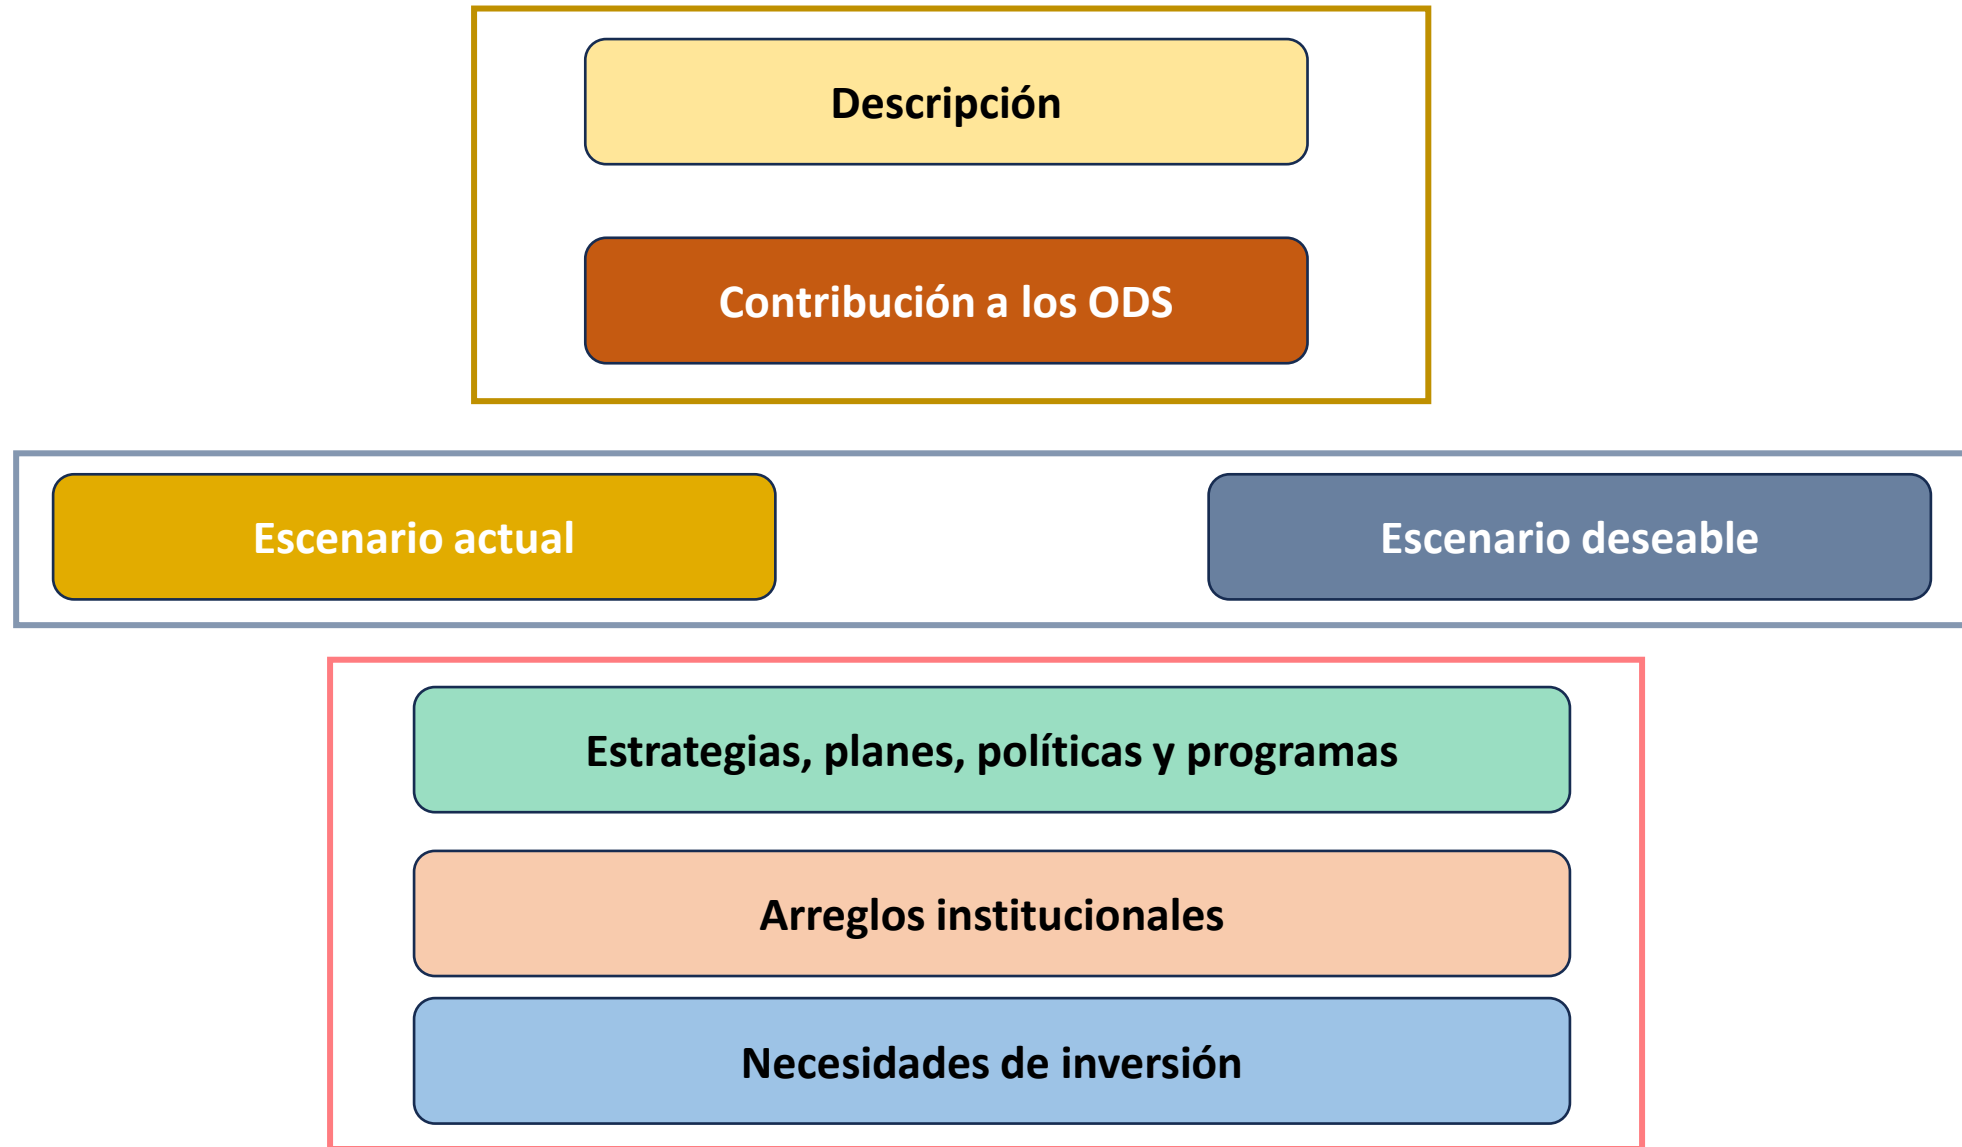 Descripción
Contribución a los ODS
Escenario actual
Escenario deseable
Estrategias, planes, políticas y programas
Arreglos institucionales
Necesidades de inversión